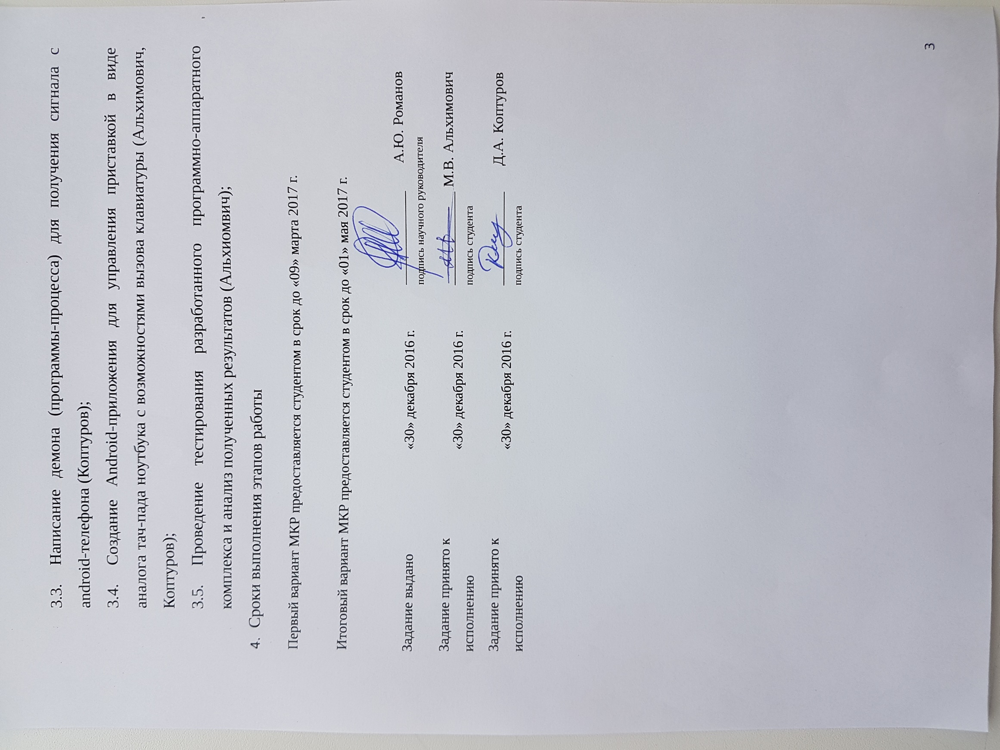 3.3. Написание демона (программы-процесса) для получения сигнала с
android-телефона (Коптуров);
3.4. Создание Android-приложения для управления приставкой в виде
аналога тач-пада ноутбука с возможностями вызова клавиатуры (Альхимович,
Коптуров);
3.5. Проведение тестирования разработанного программно-аппаратного
комплекса и анализ полученных результатов (Альхиомвич);
4. Сроки выполнения этапов работы
Первый вариант МКР предоставляется студентом в срок до «09» марта 2017 г.
Итоговый вариант МКР предоставляется студентом в срок до «01» мая 2017 г.
Задание выдано «30» декабря 2016 г. А.Ю. Романов
подпись научного руководителя
Задание принято к «30» декабря 2016 г. М.В. Альхимович
исполнению подпись студента
Задание принято к «30» декабря 2016 г. Д.А. Коптуров
исполнению подпись студента
3